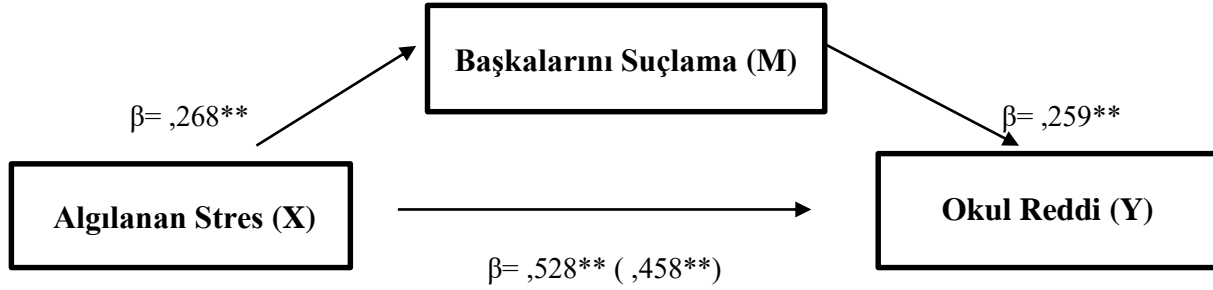 Başkalarını Suçlama (M)
β= ,268**
β= ,259**
Algılanan Stres (X)
Okul Reddi (Y)
β= ,528** ( ,458**)